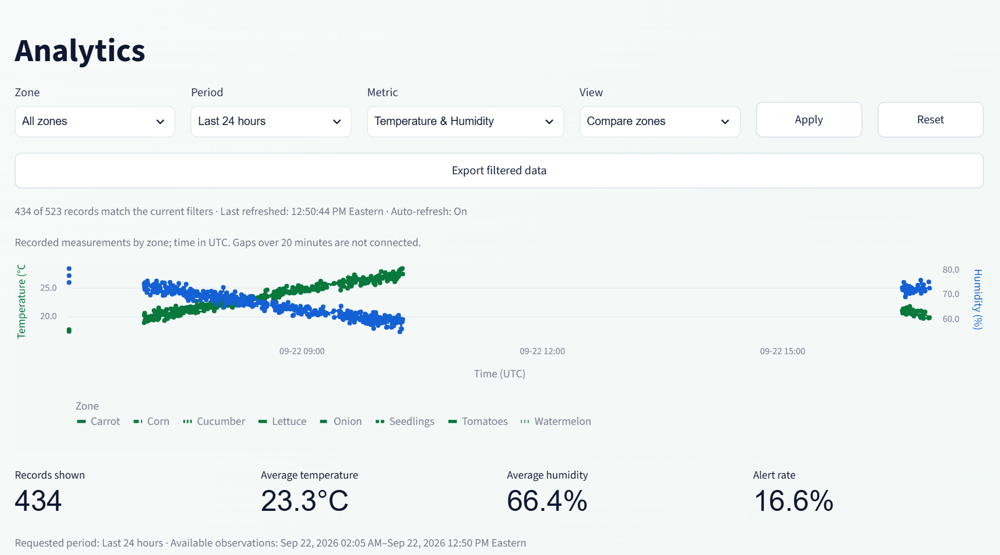 Analytics
Zone
Period
Metric
View
All zones
Last 24 hours
Temperature & Humidity
Compare zones
Apply
Reset
Export filtered data
434 of 523 records match the current filters · Last refreshed: 12:50:44 PM Eastern · Auto-refresh: On
Recorded measurements by zone; time in UTC. Gaps over 20 minutes are not connected.
Temperature (°C
25.0
20.0
80.0
70.0
60.0
Humidity (%)
09-22 09:00
09-22 12:00
09-22 15:00
Time (UTC)
Zone
Carrot Corn Cucumber Lettuce Onion Seedlings Tomatoes Watermelon
Records shown
434
Average temperature
23.3°C
Average humidity
66.4%
Alert rate
16.6%
Requested period: Last 24 hours · Available observations: Sep 22, 2026 02:05 AM–Sep 22, 2026 12:50 PM Eastern